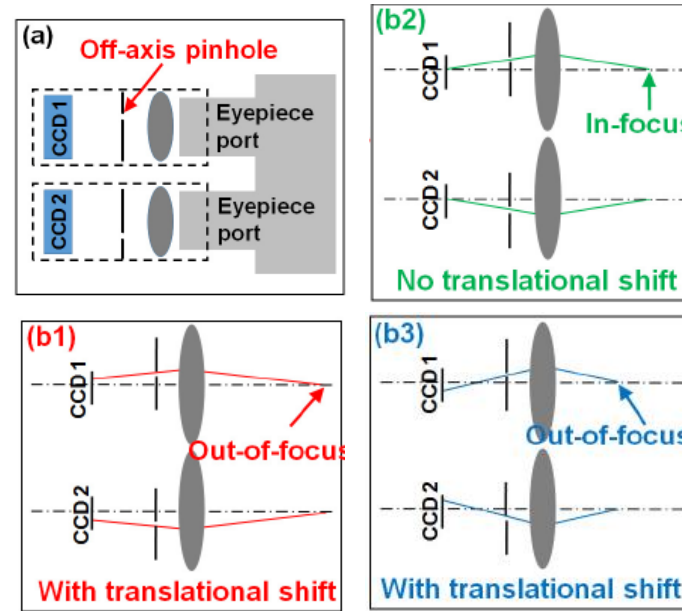 (a)
Off-axis pinhole
CCD 1
Eyepiece
port
CCD 2
Eyepiece
port
(b2)
CCD 1
In-focus
CCD 2
No translational shift
(b1)
CCD 1
Out-of-focus
CCD 2
With translational shift
(b3)
CCD 1
Out-of-focus
CCD 2
With translational shift